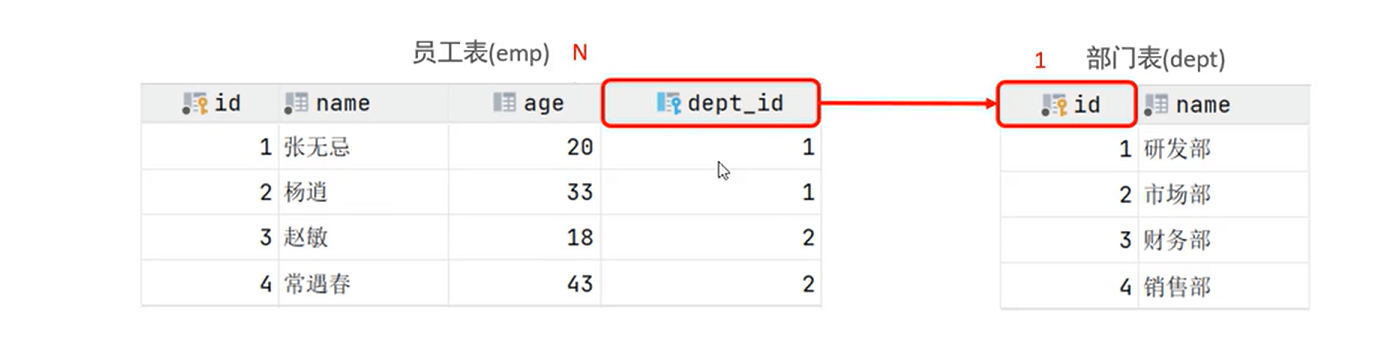 员工表(emp) N 1 部门表(dept)
id name age dept_id id name
1 张无忌 20 1 1 研发部
2 杨逍 33 1 2 市场部
3 赵敏 18 2 3 财务部
4 常遇春 43 2 4 销售部